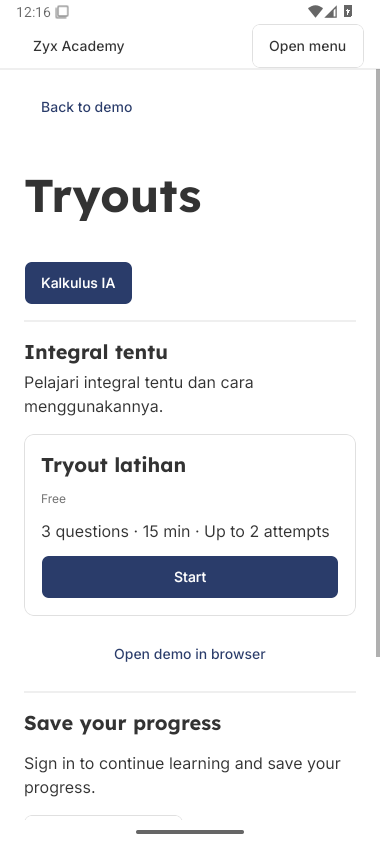 12:16
Zyx Academy
Open menu
Back to demo
Tryouts
Kalkulus IA
Integral tentu
Pelajari integral tentu dan cara
menggunakannya.
Tryout latihan
Free
3 questions · 15 min · Up to 2 attempts
Start
Open demo in browser
Save your progress
Sign in to continue learning and save your
progress.